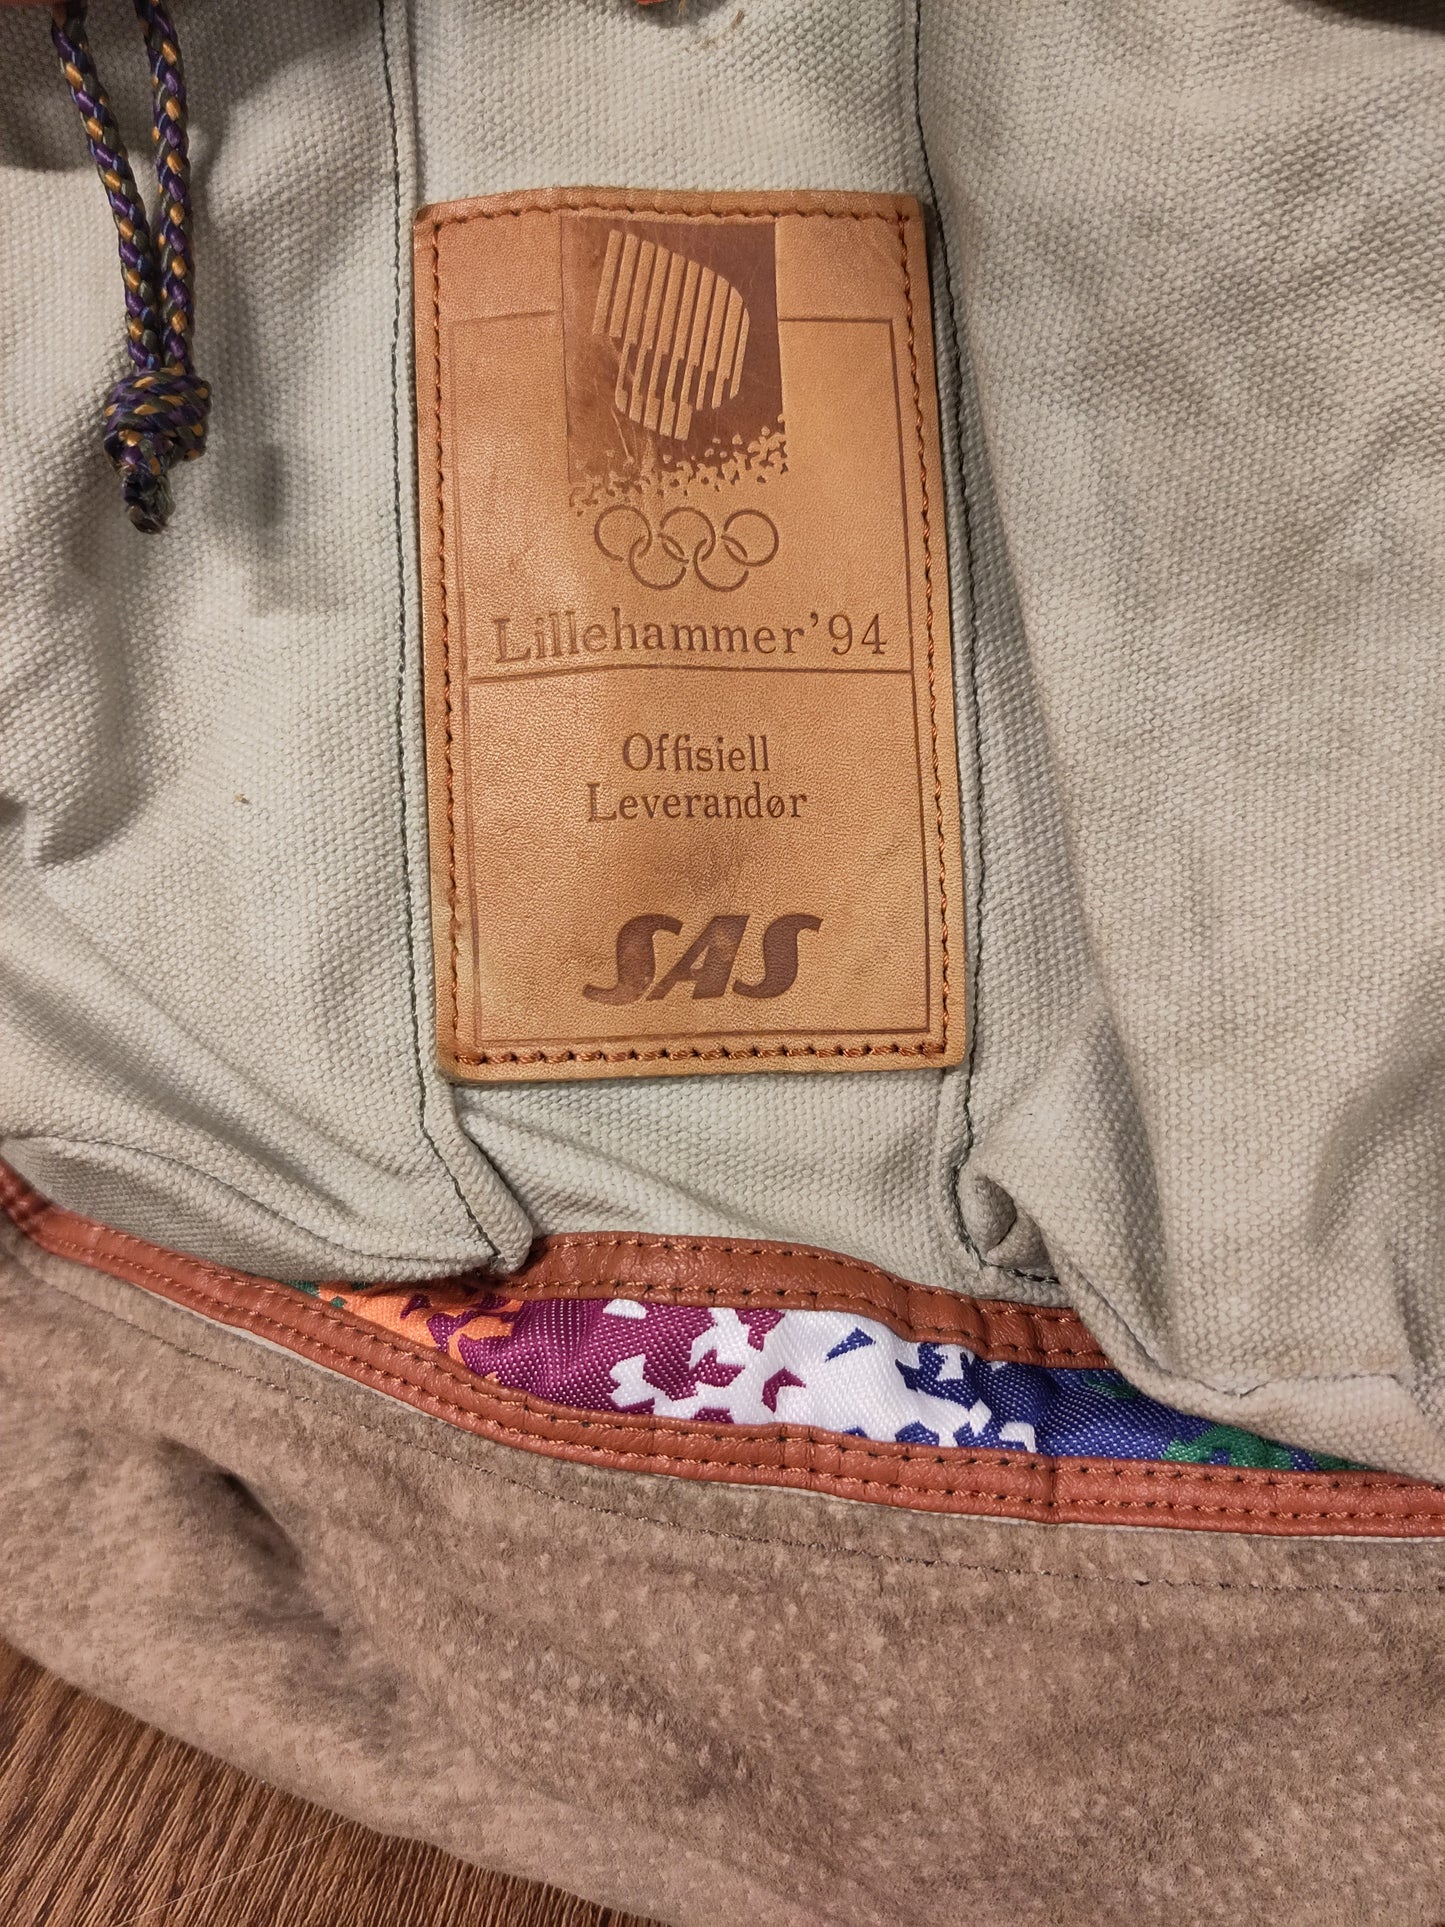 Lillehammer '94
Offisiell
Leverandør
SAS